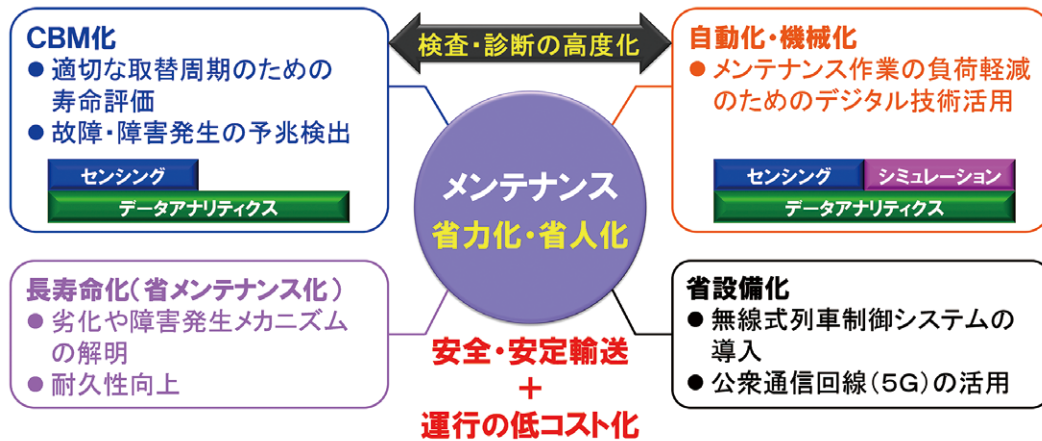 CBM化
● 適切な取替周期のための
寿命評価
● 故障・障害発生の予兆検出
センシング
データアナリティクス
検査・診断の高度化
自動化・機械化
● メンテナンス作業の負荷軽減
のためのデジタル技術活用
センシング
シミュレーション
データアナリティクス
メンテナンス
省力化・省人化
長寿命化（省メンテナンス化）
● 劣化や障害発生メカニズム
の解明
● 耐久性向上
省設備化
● 無線式列車制御システムの
導入
● 公衆通信回線（5G）の活用
安全・安定輸送
＋
運行の低コスト化